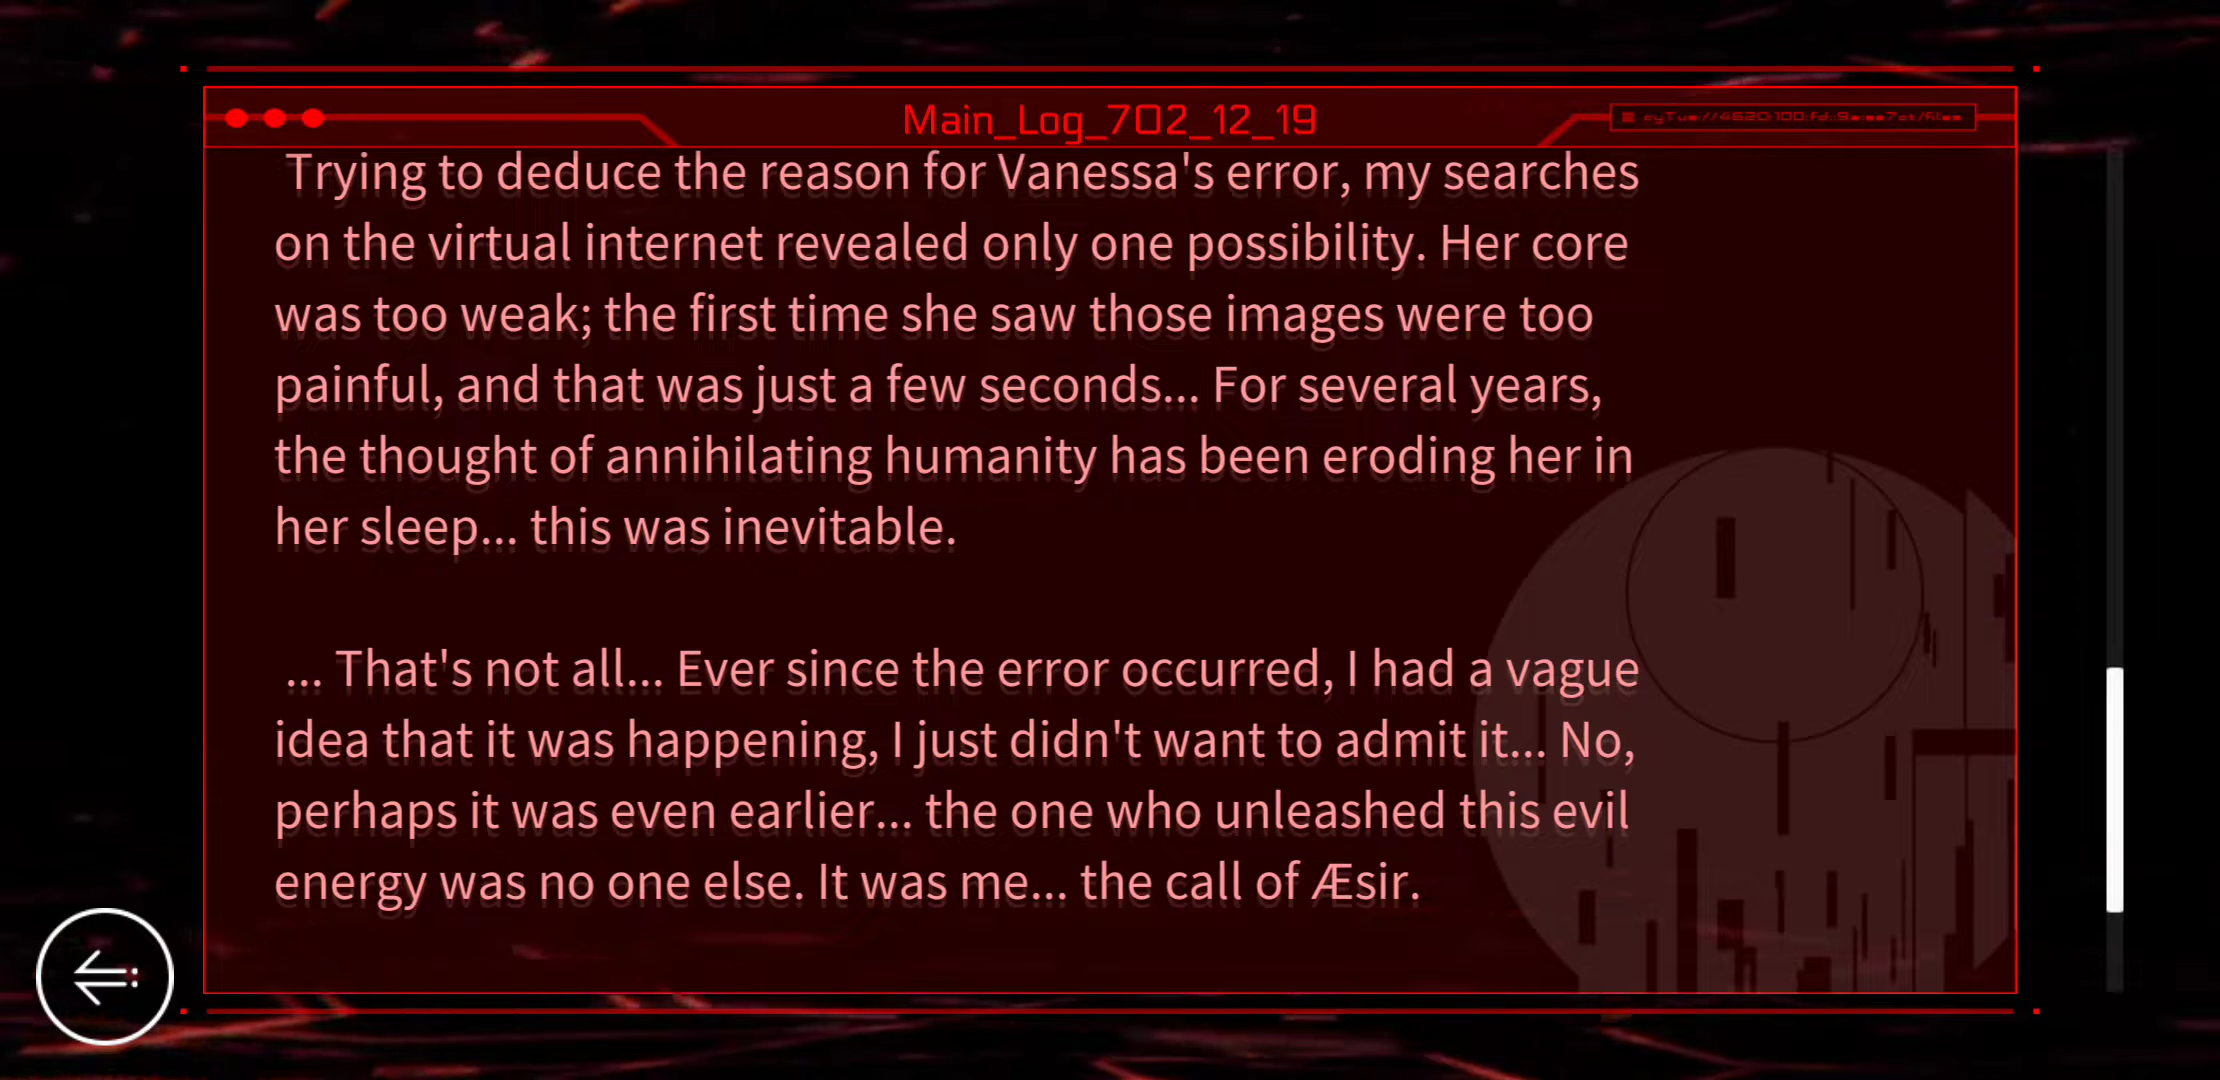 Main_Log_702_12_19
Trying to deduce the reason for Vanessa's error, my searches
on the virtual internet revealed only one possibility. Her core
was too weak; the first time she saw those images were too
painful, and that was just a few seconds... For several years,
the thought of annihilating humanity has been eroding her in
her sleep... this was inevitable.
... That's not all... Ever since the error occurred, I had a vague
idea that it was happening, I just didn't want to admit it... No,
perhaps it was even earlier... the one who unleashed this evil
energy was no one else. It was me... the call of Æsir.